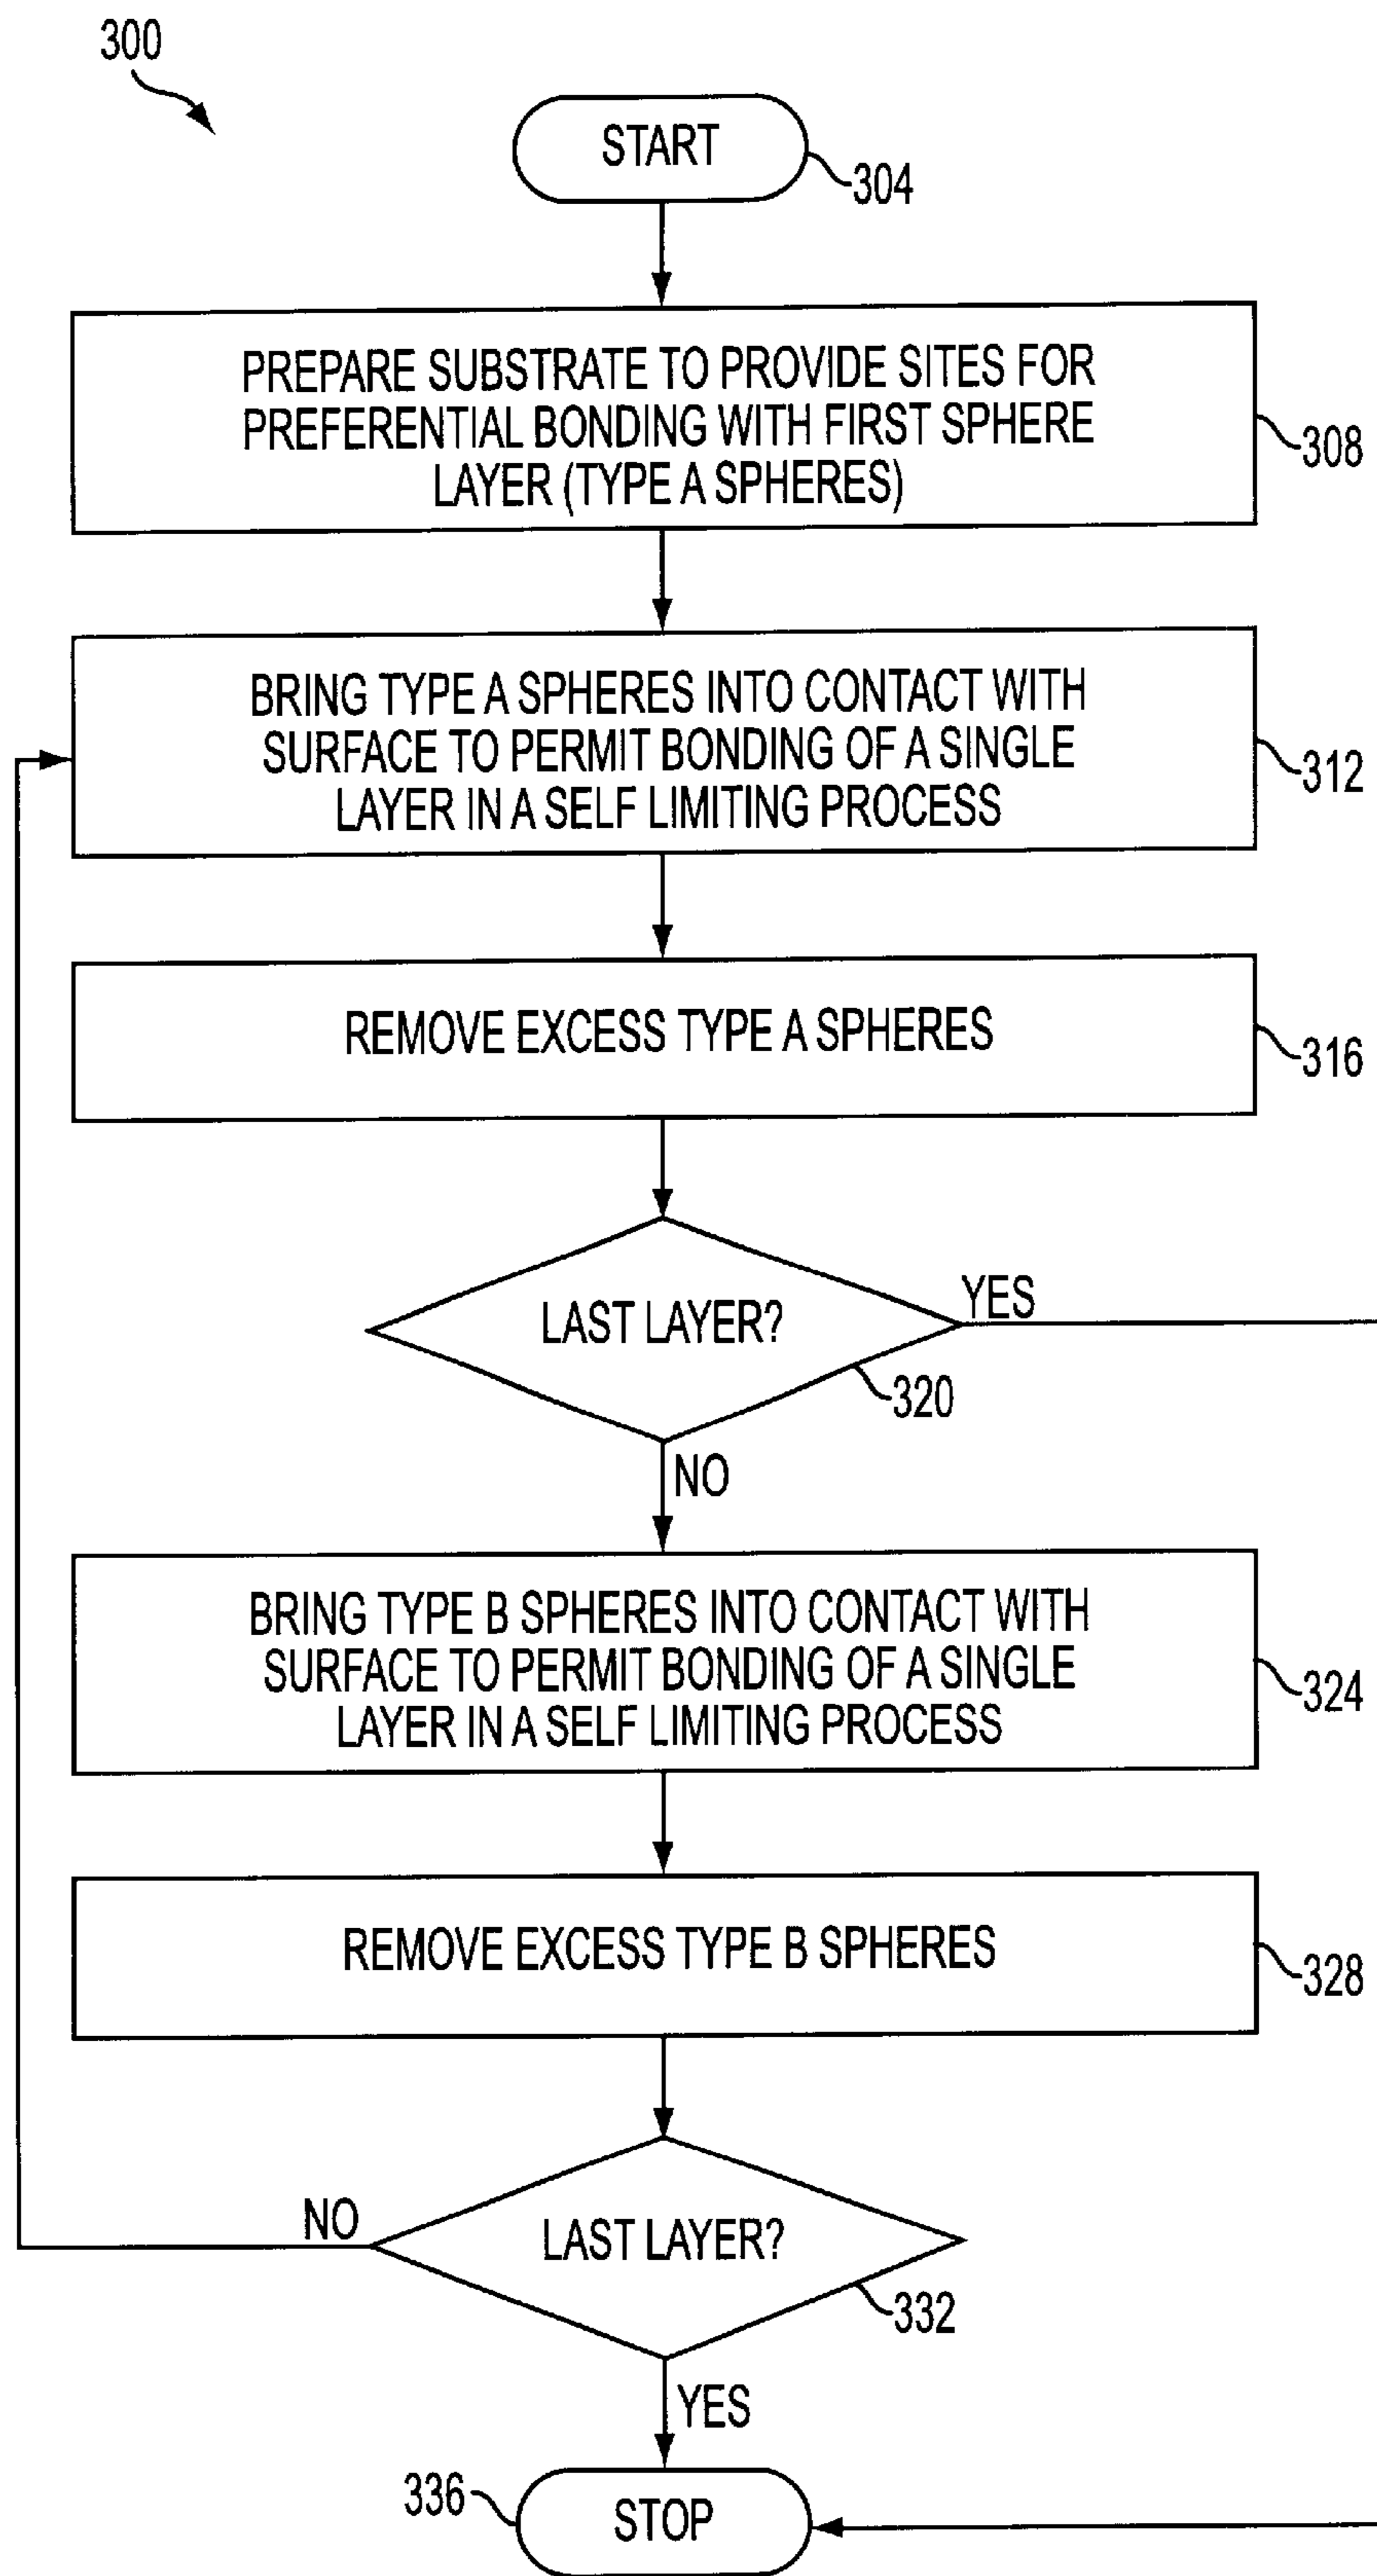 300
START
304
PREPARE SUBSTRATE TO PROVIDE SITES FOR
PREFERENTIAL BONDING WITH FIRST SPHERE
LAYER (TYPE A SPHERES)
308
BRING TYPE A SPHERES INTO CONTACT WITH
SURFACE TO PERMIT BONDING OF A SINGLE
LAYER IN A SELF LIMITING PROCESS
312
REMOVE EXCESS TYPE A SPHERES
316
LAST LAYER?
YES
320
NO
BRING TYPE B SPHERES INTO CONTACT WITH
SURFACE TO PERMIT BONDING OF A SINGLE
LAYER IN A SELF LIMITING PROCESS
324
REMOVE EXCESS TYPE B SPHERES
328
NO
LAST LAYER?
332
YES
336
STOP